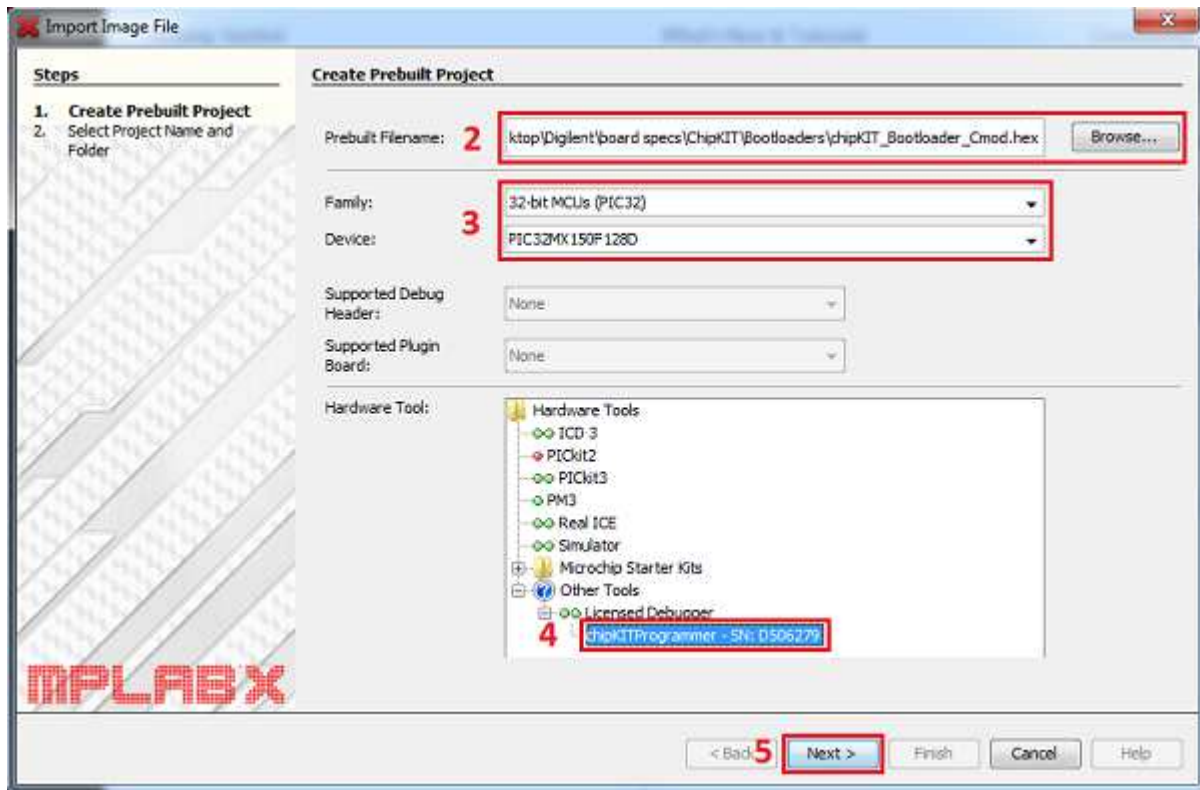 Import Image File
Steps
1. Create Prebuilt Project
2. Select Project Name and
Folder
Create Prebuilt Project
Prebuilt Filename: 2 ktop\Digilent\board specs\ChipKIT\Bootloaders\chipKIT_Bootloader_Cmod.hex Browse...
Family: 32-bit MCUs (PIC32)
3
Device: PIC32MX150F128D
Supported Debug
Header: None
Supported Plugin
Board: None
Hardware Tool:
Hardware Tools
ICD 3
PICkit2
PICkit3
PM3
Real ICE
Simulator
Microchip Starter Kits
Other Tools
Licensed Debugger
4 chipKITProgrammer - SN: D506279
MPLAB X
< Back 5 Next > Finish Cancel Help